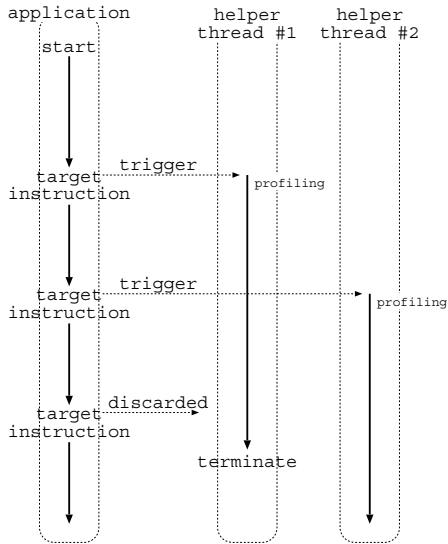 application
helper
thread #1
helper
thread #2
start
trigger
target
instruction
profiling
trigger
target
instruction
profiling
discarded
target
instruction
terminate